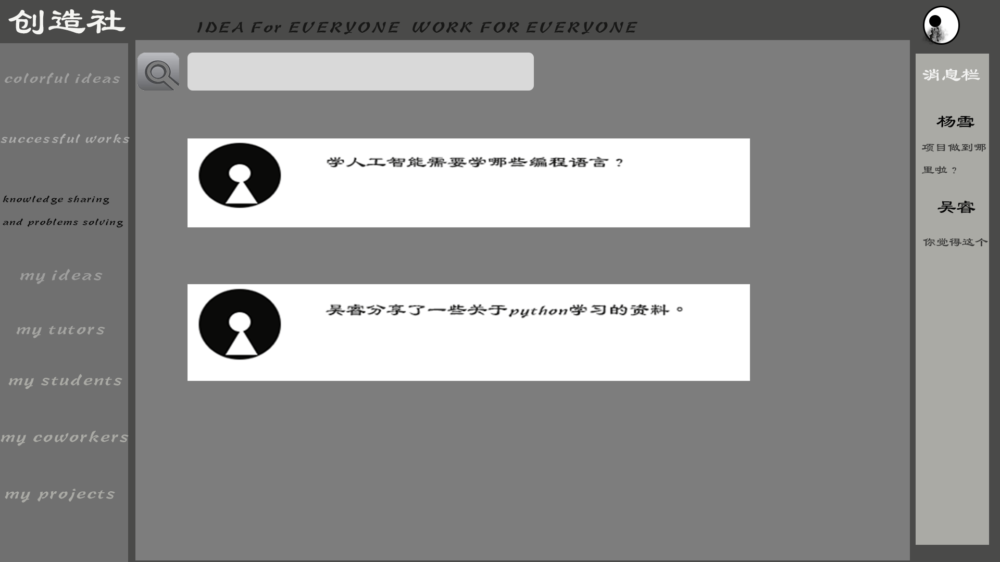 创造社
IDEA For EVERYONE WORK FOR EVERYONE
colorful ideas
successful works
knowledge sharing
and problems solving
my ideas
my tutors
my students
my coworkers
my projects
学人工智能需要学哪些编程语言？
吴睿分享了一些关于python学习的资料。
消息栏
杨雪
项目做到哪
里啦？
吴睿
你觉得这个